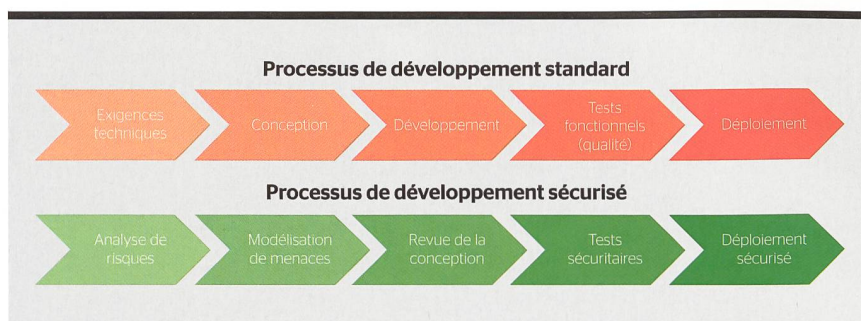 Processus de développement standard
Exigences
techniques
Conception
Développement
Tests
fonctionnels
(qualité)
Déploiement
Processus de développement sécurisé
Analyse de
risques
Modélisation
de menaces
Revue de la
conception
Tests
sécuritaires
Déploiement
sécurisé